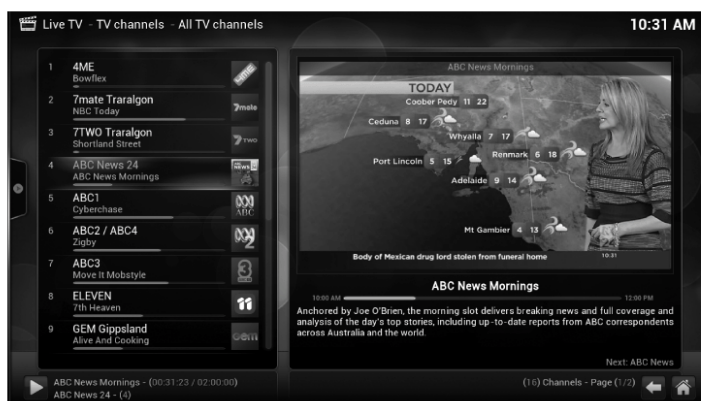 Live TV - TV channels - All TV channels
10:31 AM
1 4ME
Bowflex
4ME
2 7mate Traralgon
NBC Today
7mate
3 7TWO Traralgon
Shortland Street
7TWO
4 ABC News 24
ABC News Mornings
NEWS
5 ABC1
Cyberchase
ABC
6 ABC2 / ABC4
Zigby
2
7 ABC3
Move It Mobstyle
3
8 ELEVEN
7th Heaven
11
9 GEM Gippsland
Alive And Cooking
Gem
ABC News Mornings
TODAY
Coober Pedy 11 22
Ceduna 8 17
Whyalla 7 17
Renmark 6 18
Port Lincoln 5 15
Adelaide 9 14
Mt Gambier 4 13
Body of Mexican drug lord stolen from funeral home 10:31
ABC News Mornings
10:00 AM 12:00 PM
Anchored by Joe O'Brien, the morning slot delivers breaking news and full coverage and
analysis of the day's top stories, including up-to-date reports from ABC correspondents
across Australia and the world.
Next: ABC News
ABC News Mornings - (00:31:23 / 02:00:00)
ABC News 24 - (4)
(16) Channels - Page (1/2)